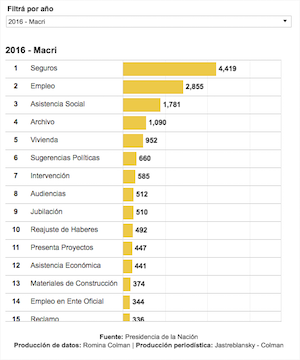 Filtrá por año
2016 - Macri
2016 - Macri
1 Seguros 4,419
2 Empleo 2,855
3 Asistencia Social 1,781
4 Archivo 1,090
5 Vivienda 952
6 Sugerencias Políticas 660
7 Intervención 585
8 Audiencias 512
9 Jubilación 510
10 Reajuste de Haberes 492
11 Presenta Proyectos 447
12 Asistencia Económica 441
13 Materiales de Construcción 374
14 Empleo en Ente Oficial 344
15 Reclamo 336
Fuente: Presidencia de la Nación
Producción de datos: Romina Colman | Producción periodística: Jastreblansky - Colman